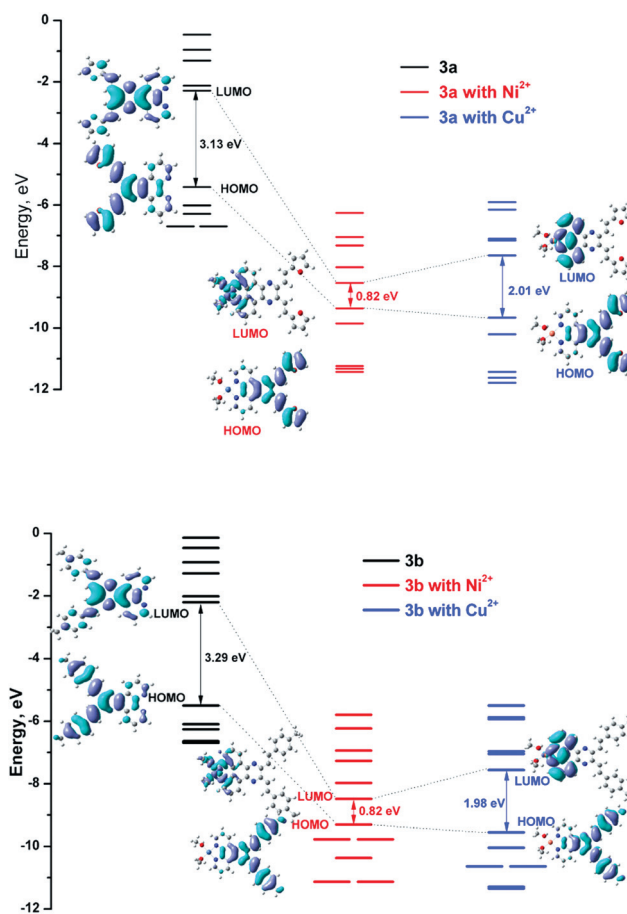 0
-2
-4
-6
-8
-10
-12
Energy, eV
LUMO
3.13 eV
HOMO
3a
3a with Ni²⁺
3a with Cu²⁺
LUMO
HOMO
0.82 eV
2.01 eV
LUMO
HOMO
0
-2
-4
-6
-8
-10
-12
Energy, eV
LUMO
3.29 eV
HOMO
3b
3b with Ni²⁺
3b with Cu²⁺
LUMO
HOMO
0.82 eV
1.98 eV
LUMO
HOMO